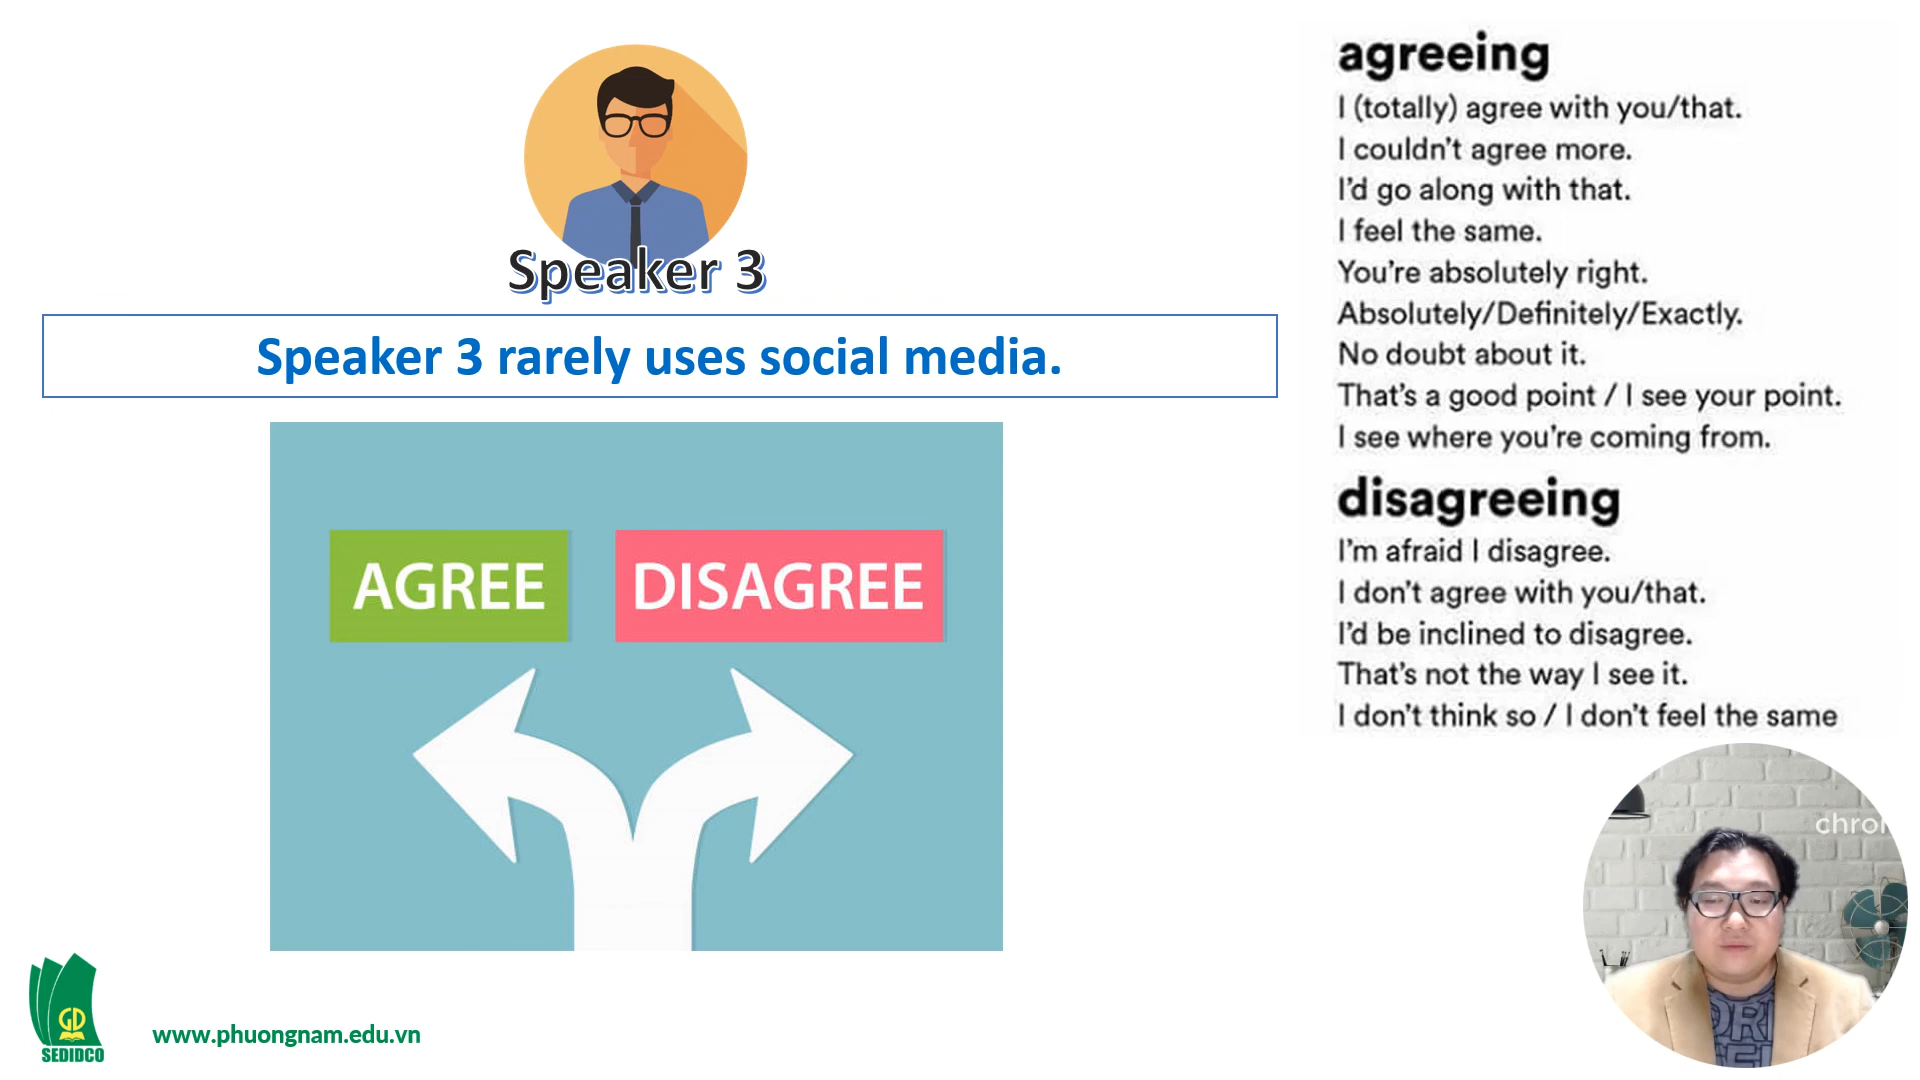 Speaker 3
Speaker 3 rarely uses social media.
AGREE
DISAGREE
agreeing
I (totally) agree with you/that.
I couldn't agree more.
I'd go along with that.
I feel the same.
You're absolutely right.
Absolutely/Definitely/Exactly.
No doubt about it.
That's a good point / I see your point.
I see where you're coming from.
disagreeing
I'm afraid I disagree.
I don't agree with you/that.
I'd be inclined to disagree.
That's not the way I see it.
I don't think so / I don't feel the same
GD
SEDIDCO
www.phuongnam.edu.vn